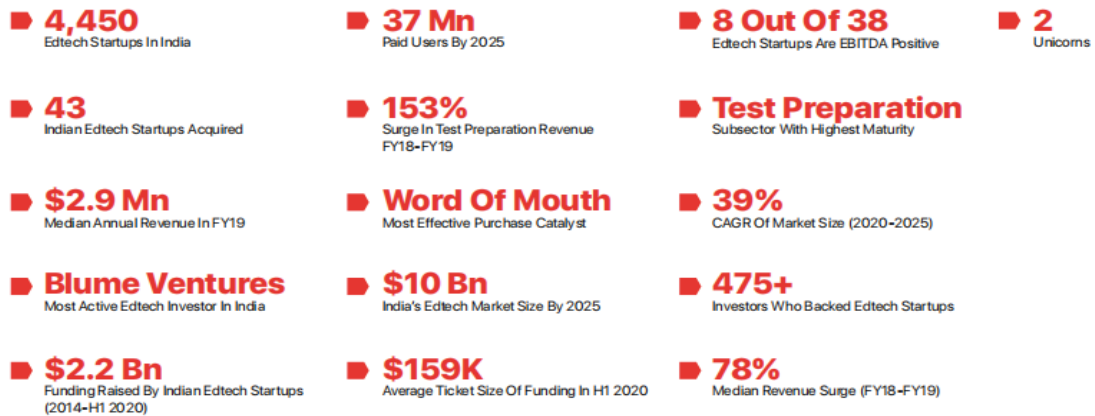 4,450
Edtech Startups In India
37 Mn
Paid Users By 2025
8 Out Of 38
Edtech Startups Are EBITDA Positive
2
Unicorns
43
Indian Edtech Startups Acquired
153%
Surge In Test Preparation Revenue
FY18-FY19
Test Preparation
Subsector With Highest Maturity
$2.9 Mn
Median Annual Revenue In FY19
Word Of Mouth
Most Effective Purchase Catalyst
39%
CAGR Of Market Size (2020-2025)
Blume Ventures
Most Active Edtech Investor In India
$10 Bn
India's Edtech Market Size By 2025
475+
Investors Who Backed Edtech Startups
$2.2 Bn
Funding Raised By Indian Edtech Startups
(2014-H1 2020)
$159K
Average Ticket Size Of Funding In H1 2020
78%
Median Revenue Surge (FY18-FY19)